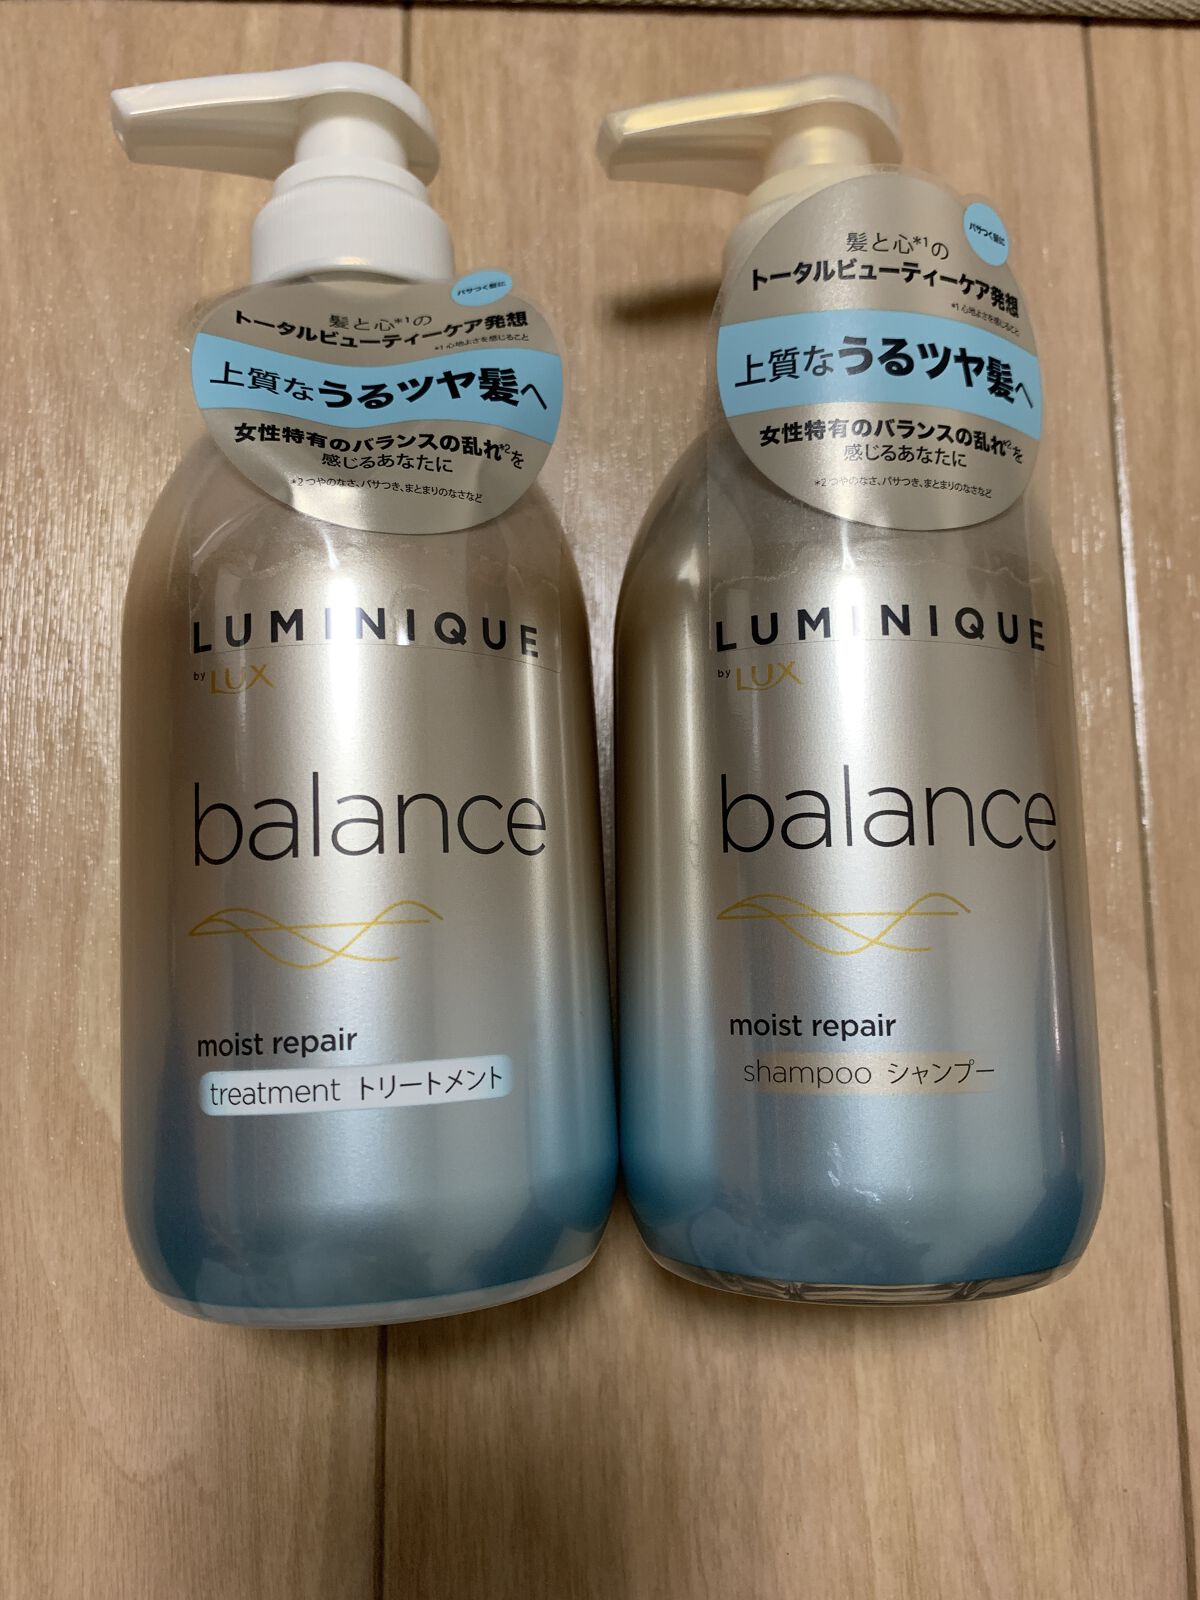 パサつく髪に
髪と心*1の
トータルビューティーケア発想
*1 心地よさを感じること
上質なうるツヤ髪へ
女性特有のバランスの乱れ*2を
感じるあなたに
*2 つやのなさ、パサつき、まとまりのなさなど
LUMINIQUE
by LUX
balance
moist repair
treatment トリートメント
パサつく髪に
髪と心*1の
トータルビューティーケア発想
*1 心地よさを感じること
上質なうるツヤ髪へ
女性特有のバランスの乱れ*2を
感じるあなたに
*2 つやのなさ、パサつき、まとまりのなさなど
LUMINIQUE
by LUX
balance
moist repair
shampoo シャンプー